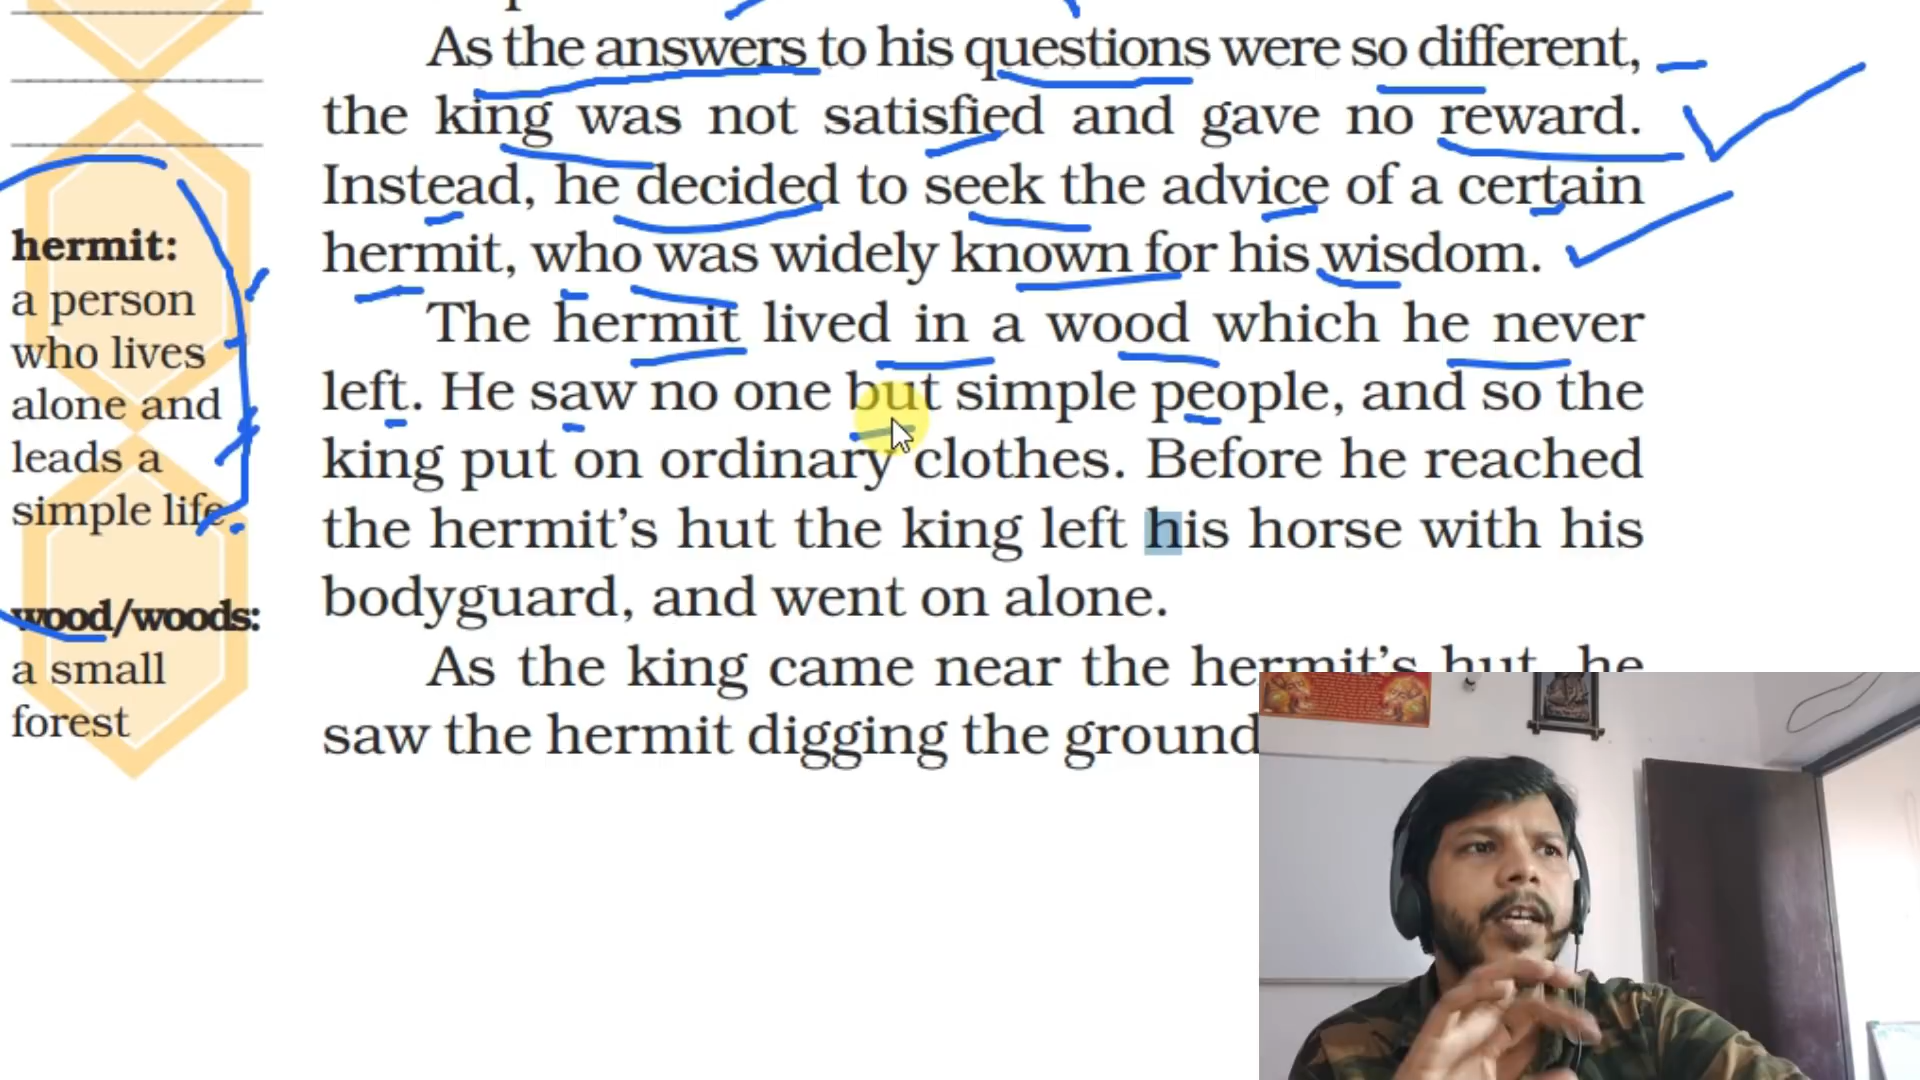 As the answers to his questions were so different,
the king was not satisfied and gave no reward.
Instead, he decided to seek the advice of a certain
hermit, who was widely known for his wisdom.
The hermit lived in a wood which he never
left. He saw no one but simple people, and so the
king put on ordinary clothes. Before he reached
the hermit’s hut the king left his horse with his
bodyguard, and went on alone.
As the king came near the hermit’s hut, he
saw the hermit digging the ground
hermit:
a person
who lives
alone and
leads a
simple life
wood/woods:
a small
forest